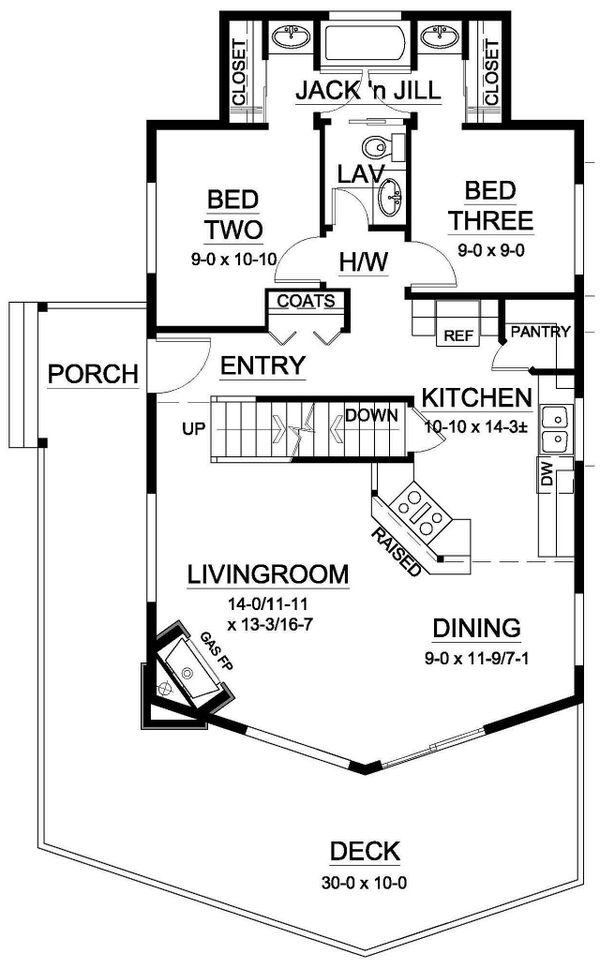 CLOSET
CLOSET
JACK 'n JILL
LAV
BED
TWO
9-0 x 10-10
BED
THREE
9-0 x 9-0
H/W
COATS
REF
PANTRY
PORCH
ENTRY
KITCHEN
10-10 x 14-3±
UP
DOWN
DW
RAISED
LIVINGROOM
14-0/11-11
x 13-3/16-7
GAS FP
DINING
9-0 x 11-9/7-1
DECK
30-0 x 10-0